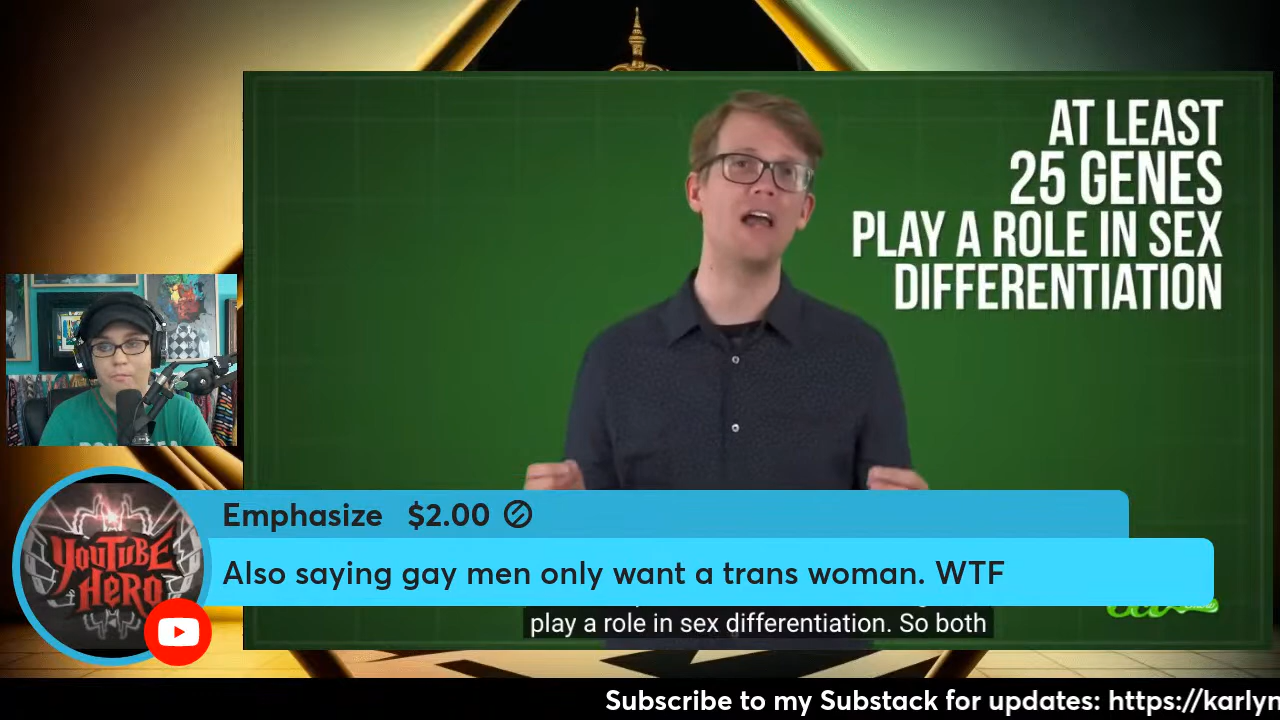 AT LEAST
25 GENES
PLAY A ROLE IN SEX
DIFFERENTIATION
YOUTUBE
HERO
Emphasize $2.00
Also saying gay men only want a trans woman. WTF
play a role in sex differentiation. So both
Subscribe to my Substack for updates: https://karlyn